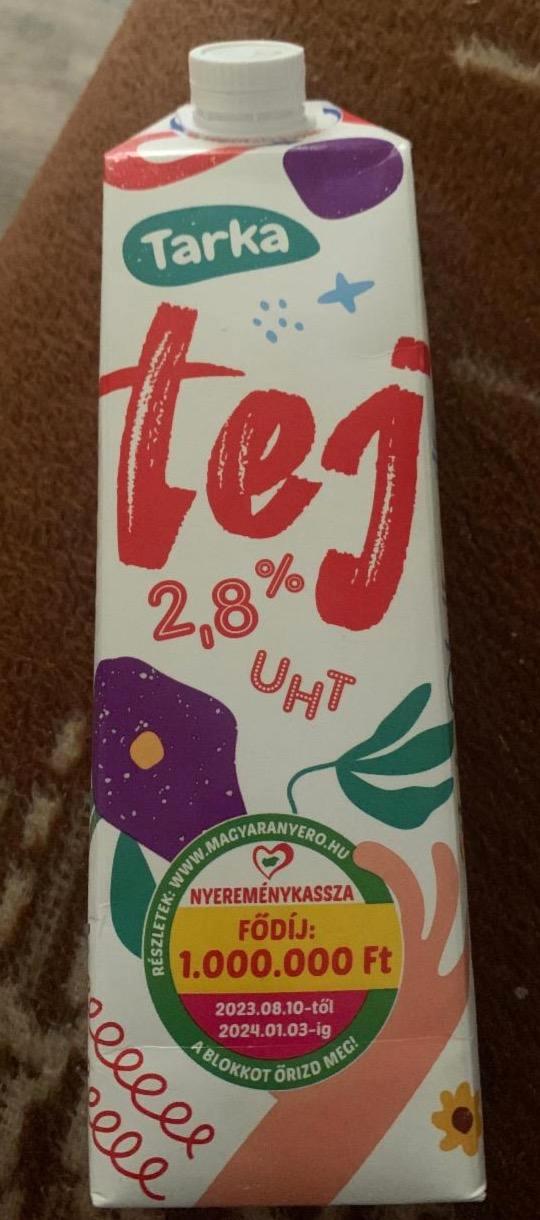 Tarka
tej
2,8%
UHT
RÉSZLETEK: WWW.MAGYARANYERO.HU
NYEREMÉNYKASSZA
FŐDÍJ:
1.000.000 Ft
2023.08.10-től
2024.01.03-ig
A BLOKKOT ŐRIZD MEG!